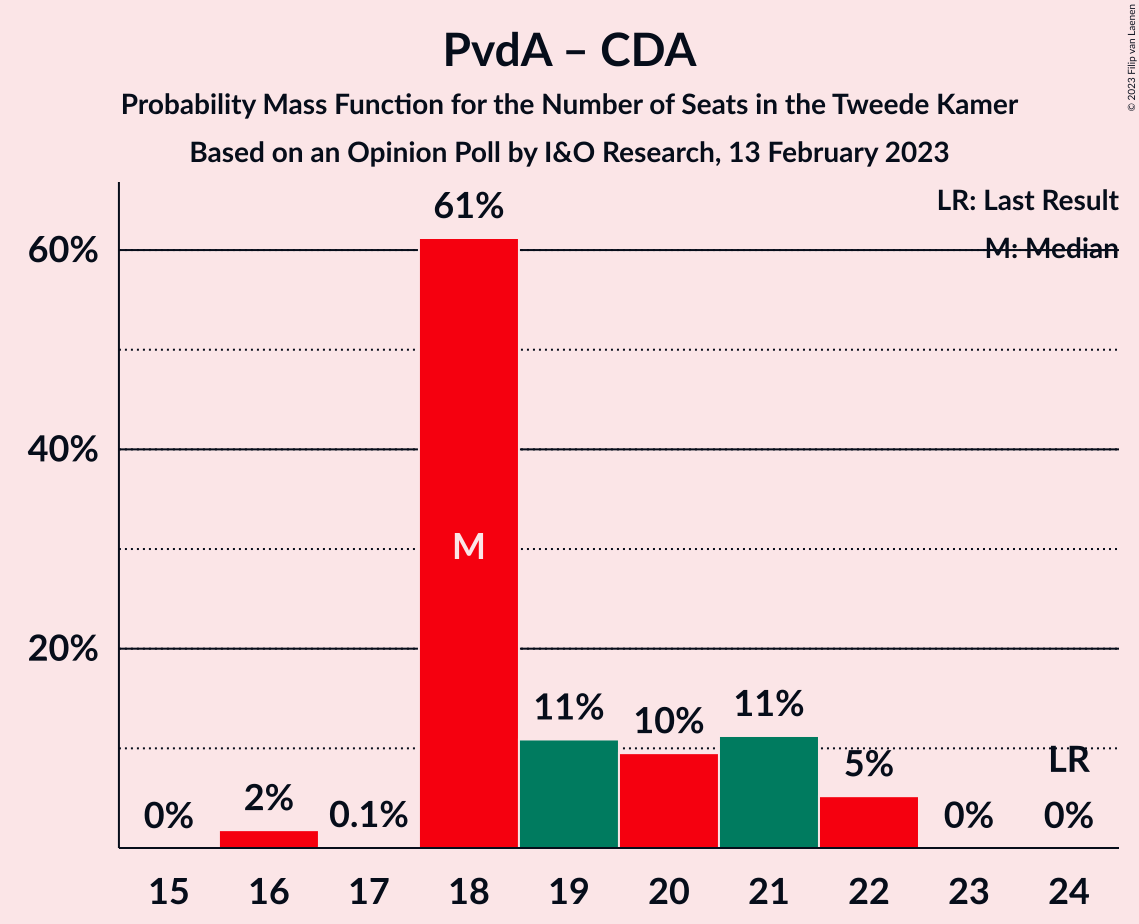 PvdA – CDA
Probability Mass Function for the Number of Seats in the Tweede Kamer
Based on an Opinion Poll by I&O Research, 13 February 2023
© 2023 Filip van Laenen
LR: Last Result
M: Median
60%
40%
20%
0%
2%
0.1%
61%
M
11%
10%
11%
5%
0%
LR
0%
15 16 17 18 19 20 21 22 23 24